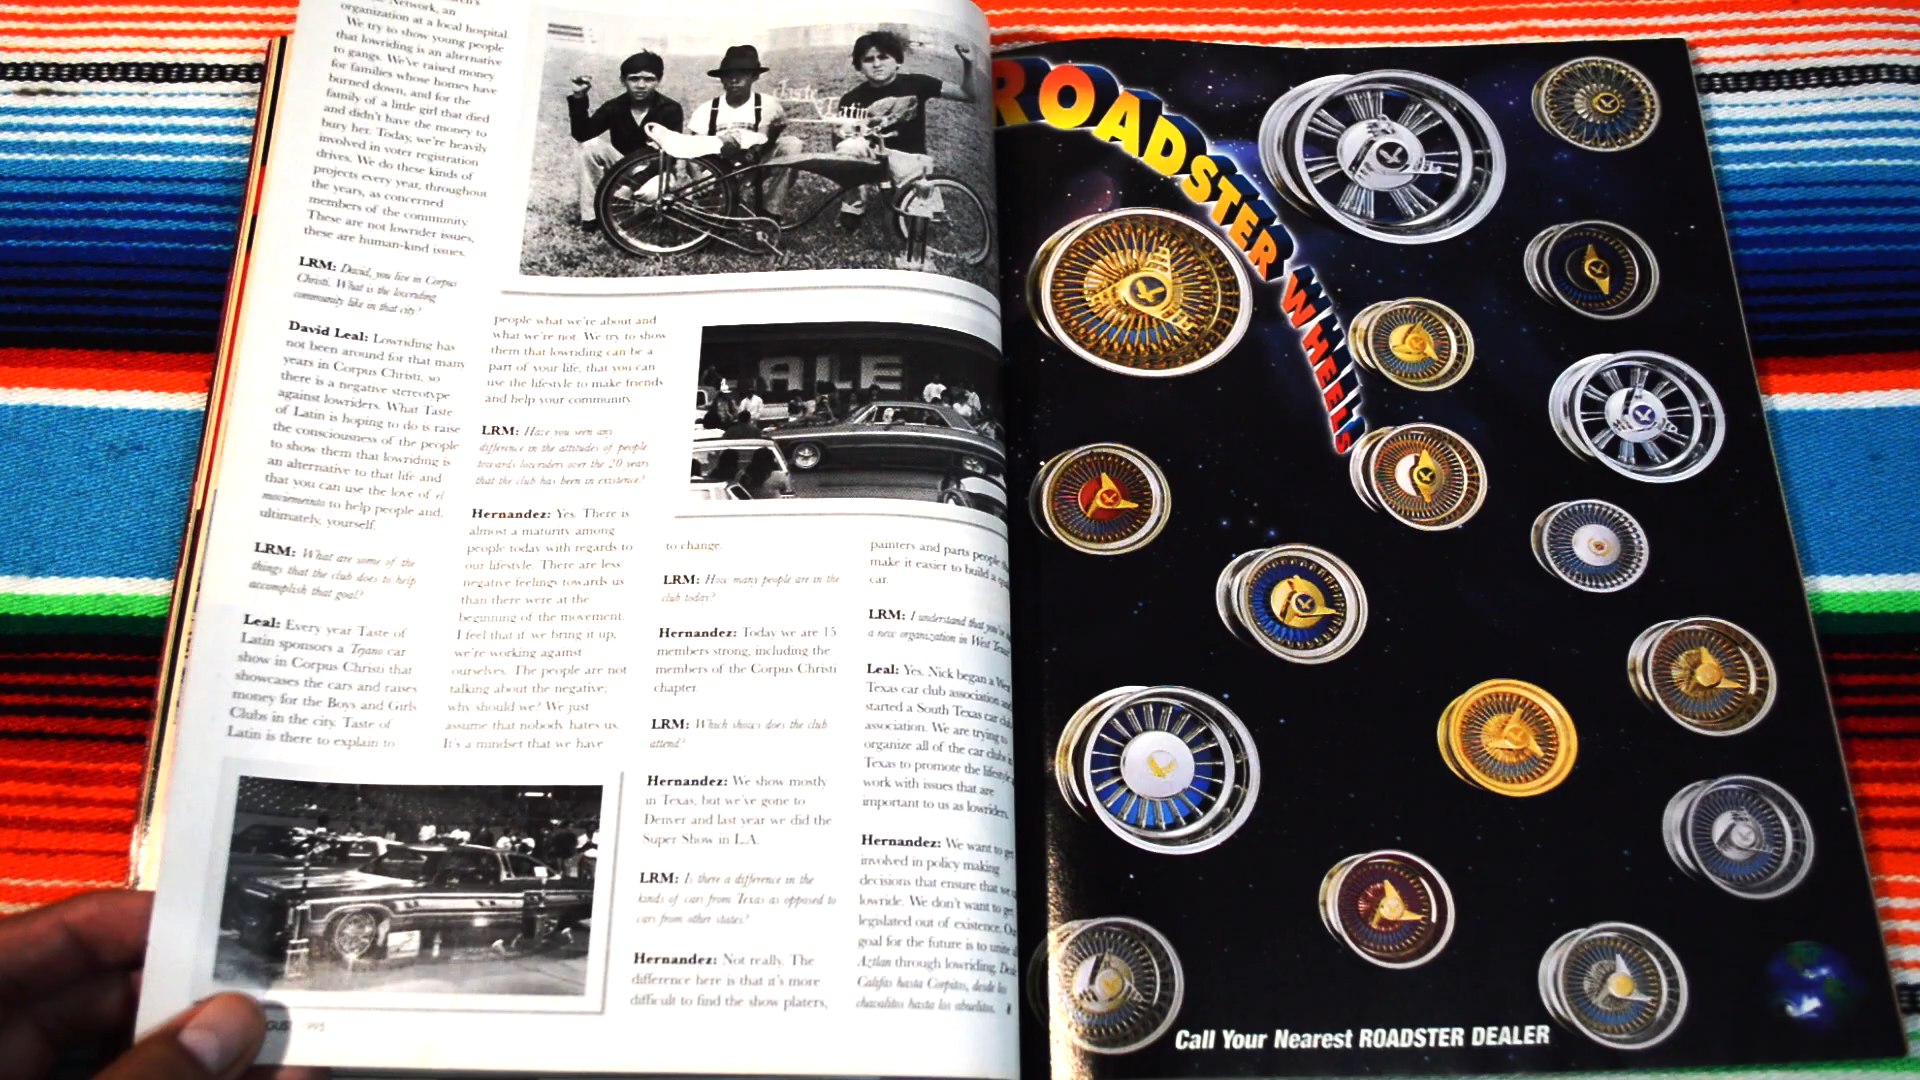 Network, an
organization at a local hospital.
We try to show young people
that lowriding is an alternative
to gangs. We've raised money
for families whose homes have
burned down, and for the
family of a little girl that died
and didn't have the money to
bury her. Today, we're heavily
involved in voter registration
drives. We do these kinds of
projects every year, throughout
the years, as concerned
members of the community.
These are not lowrider issues,
these are human-kind issues.
LRM: David, you live in Corpus
Christi. What is the lowriding
community like in that city?
David Leal: Lowriding has
not been around for that many
years in Corpus Christi, so
there is a negative stereotype
against lowriders. What Taste
of Latin is hoping to do is raise
the consciousness of the people
to show them that lowriding is
an alternative to that life and
that you can use the love of el
moviemiento to help people and,
ultimately, yourself.
LRM: What are some of the
things that the club does to help
accomplish that goal?
Leal: Every year Taste of
Latin sponsors a Tejano car
show in Corpus Christi that
showcases the cars and raises
money for the Boys and Girls
Clubs in the city. Taste of
Latin is there to explain to
people what we're about and
what we're not. We try to show
them that lowriding can be a
part of your life, that you can
use the lifestyle to make friends
and help your community.
LRM: Have you seen any
difference in the attitudes of people
towards lowriders over the 20 years
that the club has been in existence?
Hernandez: Yes. There is
almost a maturity among
people today with regards to
our lifestyle. There are less
negative feelings towards us
than there were at the
beginning of the movement.
I feel that if we bring it up,
we're working against
ourselves. The people are not
talking about the negative;
why should we? We just
assume that nobody hates us.
It's a mindset that we have
to change.
LRM: How many people are in the
club today?
Hernandez: Today we are 15
members strong, including the
members of the Corpus Christi
chapter.
LRM: Which shows does the club
attend?
Hernandez: We show mostly
in Texas, but we've gone to
Denver and last year we did the
Super Show in L.A.
LRM: Is there a difference in the
kinds of cars from Texas as opposed to
cars from other states?
Hernandez: Not really. The
difference here is that it's more
difficult to find the show platers,
painters and parts people
make it easier to build a
car.
LRM: I understand that you're
a new organization in West Texas
Leal: Yes. Nick began a West
Texas car club association and
started a South Texas car club
association. We are trying to
organize all of the car clubs in
Texas to promote the lifestyle
work with issues that are
important to us as lowriders.
Hernandez: We want to get
involved in policy making
decisions that ensure that we
lowride. We don't want to get
legislated out of existence. Our
goal for the future is to unite
Aztlan through lowriding. Desde
Califas hasta Corpitos, desde los
chavalitos hasta los abuelitos.
1995
Taste
Latin
ALE
ROADSTER WHEELS
Call Your Nearest ROADSTER DEALER